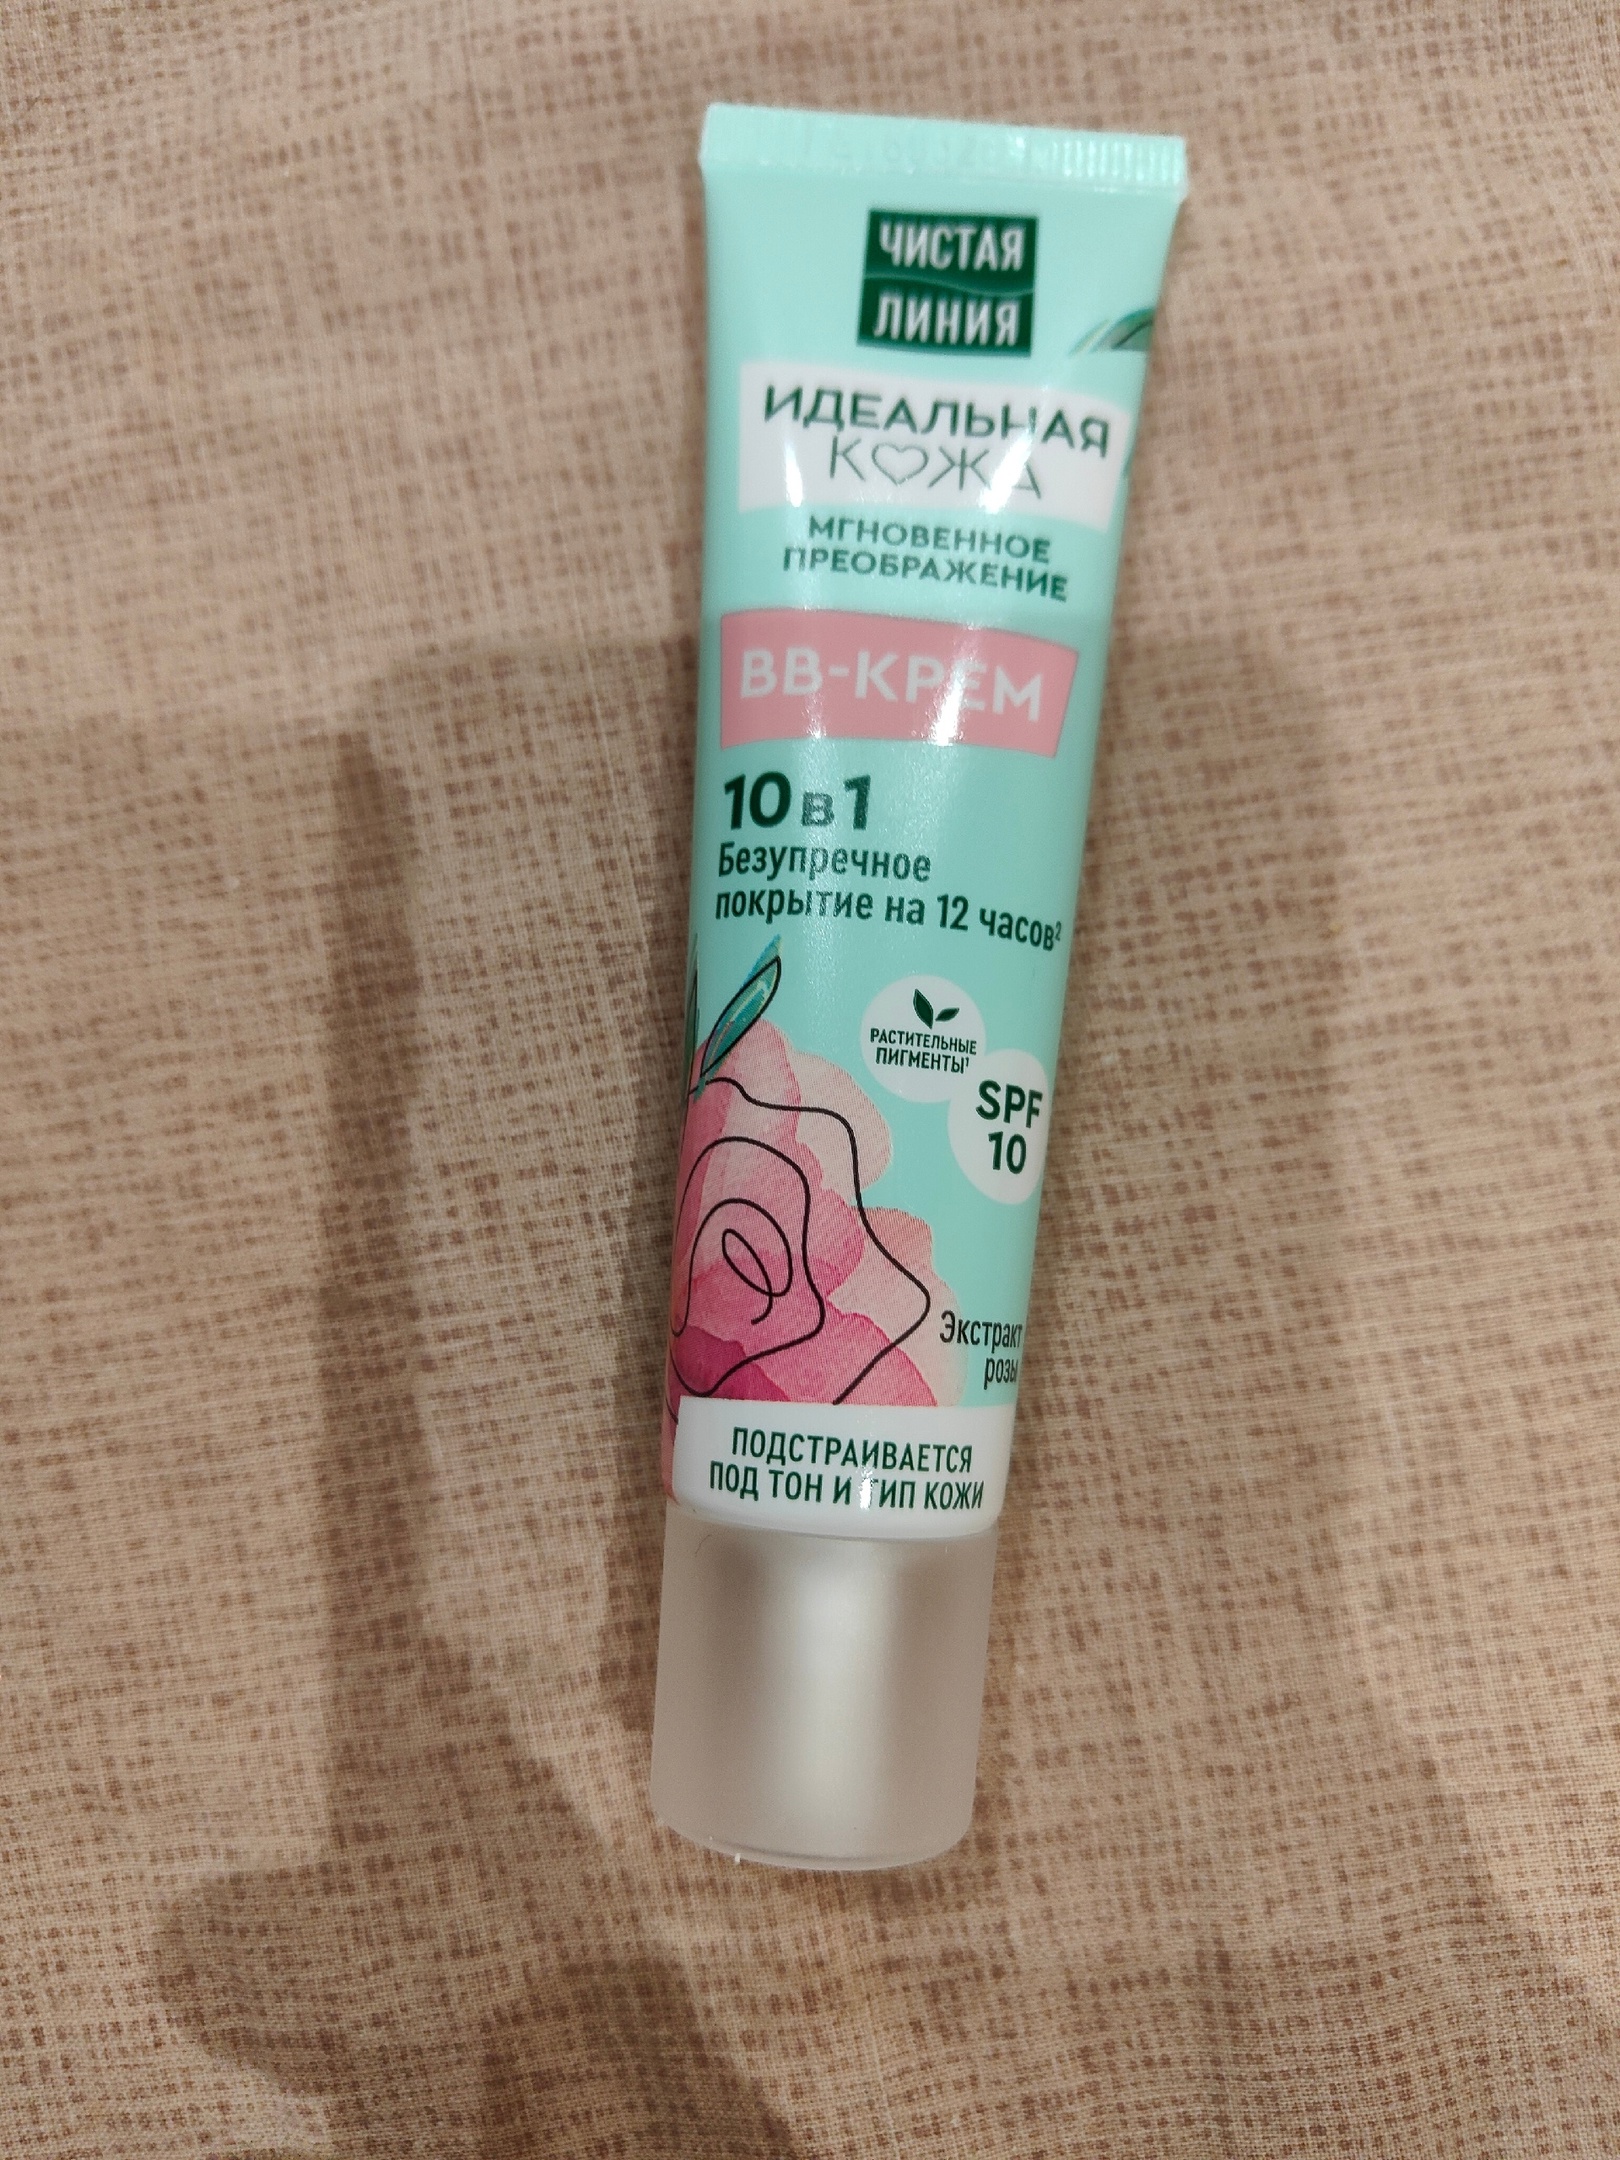 ЧИСТАЯ
ЛИНИЯ
ИДЕАЛЬНАЯ
КОЖА
МГНОВЕННОЕ
ПРЕОБРАЖЕНИЕ
ВВ-КРЕМ
10 в 1
Безупречное
покрытие на 12 часов²
РАСТИТЕЛЬНЫЕ
ПИГМЕНТЫ¹
SPF
10
Экстракт
розы
ПОДСТРАИВАЕТСЯ
ПОД ТОН И ТИП КОЖИ